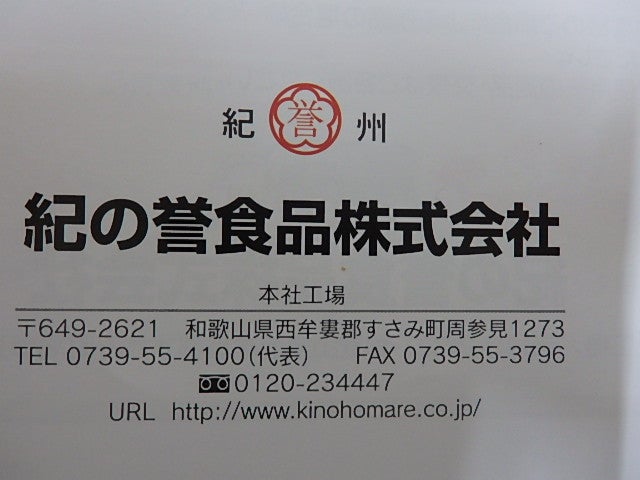 紀 誉 州
紀の誉食品株式会社
本社工場
〒649-2621 和歌山県西牟婁郡すさみ町周参見1273
TEL 0739-55-4100(代表) FAX 0739-55-3796
0120-234447
URL http://www.kinohomare.co.jp/